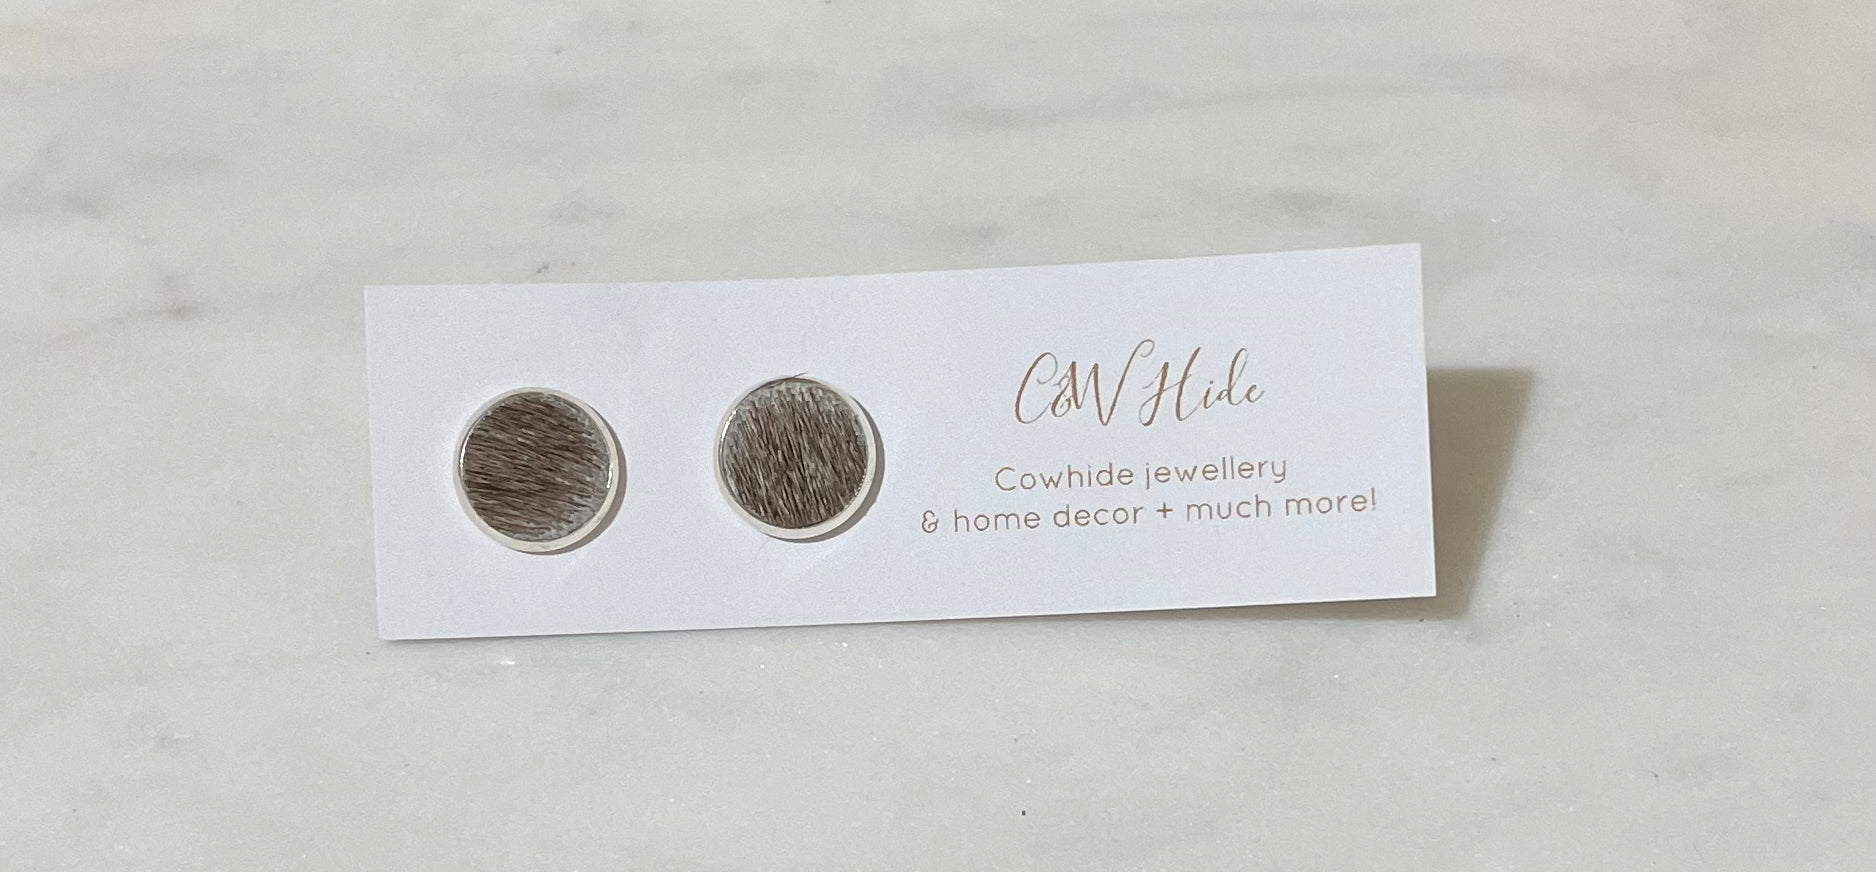 C&W Hide
Cowhide jewellery
& home decor + much more!